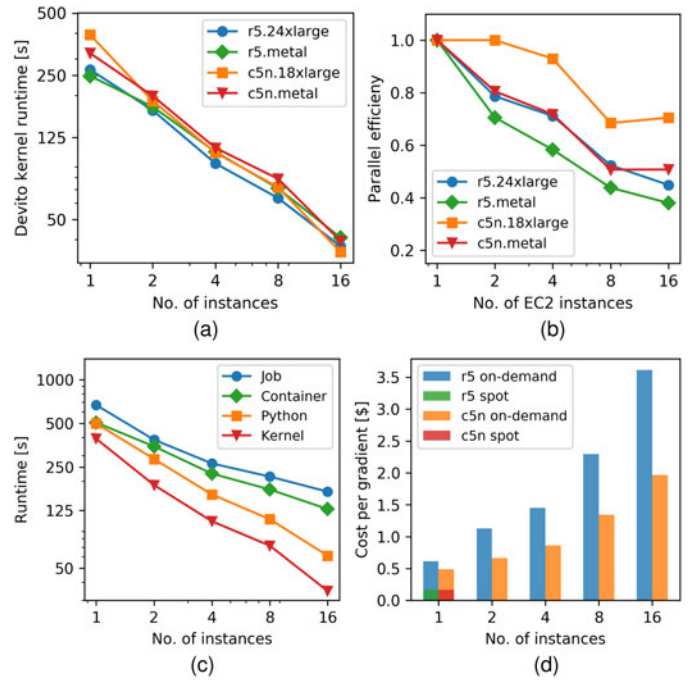 500
250
125
50
Devito kernel runtime [s]
r5.24xlarge
r5.metal
c5n.18xlarge
c5n.metal
1 2 4 8 16
No. of instances
(a)
1.0
0.8
0.6
0.4
0.2
Parallel efficieny
r5.24xlarge
r5.metal
c5n.18xlarge
c5n.metal
1 2 4 8 16
No. of EC2 instances
(b)
1000
500
250
125
50
Runtime [s]
Job
Container
Python
Kernel
1 2 4 8 16
No. of instances
(c)
3.5
3.0
2.5
2.0
1.5
1.0
0.5
0.0
Cost per gradient [$]
r5 on-demand
r5 spot
c5n on-demand
c5n spot
1 2 4 8 16
No. of instances
(d)